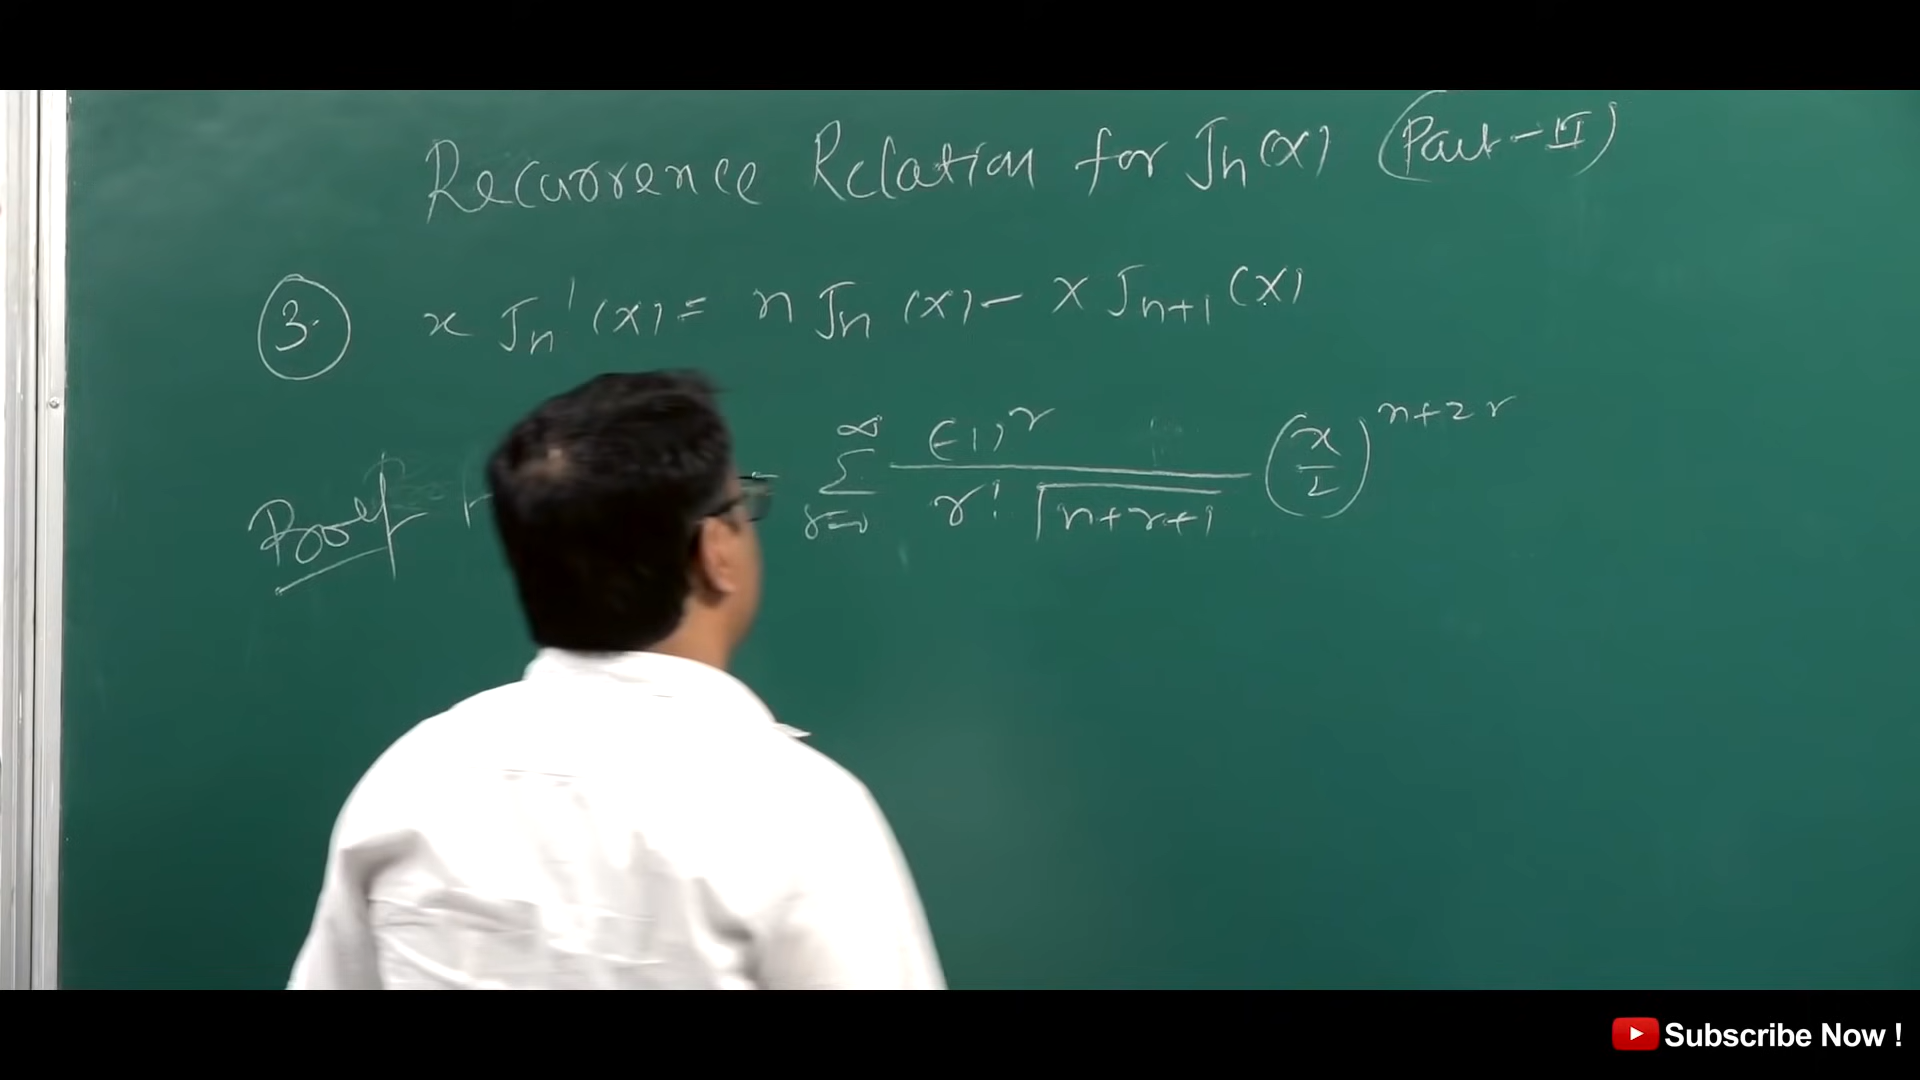 Recurrence Relation for Jn(x) (Part-II)
3. x Jn'(x) = n Jn(x) - x Jn+1(x)
Proof = ∞ Σ r=0 (-1)^r / r! Γn+r+1 (x/2)^n+2r
Subscribe Now !